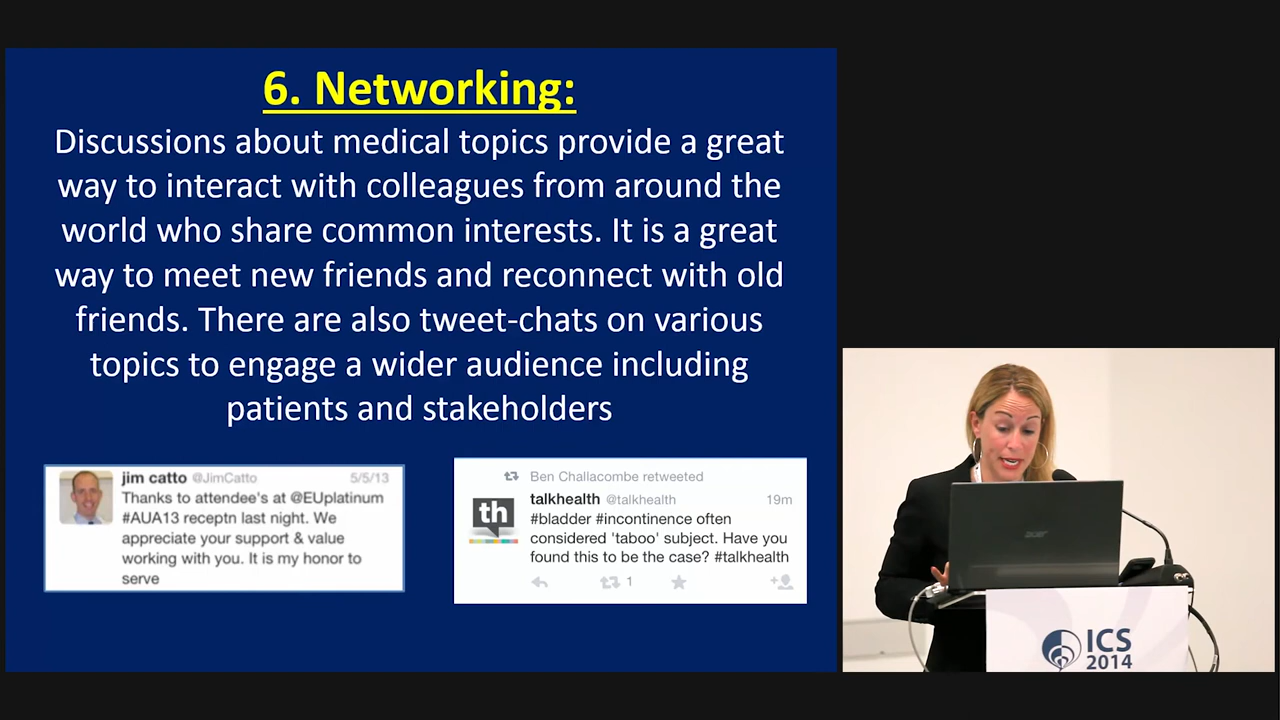 6. Networking:
Discussions about medical topics provide a great
way to interact with colleagues from around the
world who share common interests. It is a great
way to meet new friends and reconnect with old
friends. There are also tweet-chats on various
topics to engage a wider audience including
patients and stakeholders
jim catto @JimCatto 5/5/13
Thanks to attendee's at @EUplatinum
#AUA13 receptn last night. We
appreciate your support & value
working with you. It is my honor to
serve
Ben Challacombe retweeted
th
talkhealth @talkhealth 19m
#bladder #incontinence often
considered 'taboo' subject. Have you
found this to be the case? #talkhealth
1
acer
ICS
2014